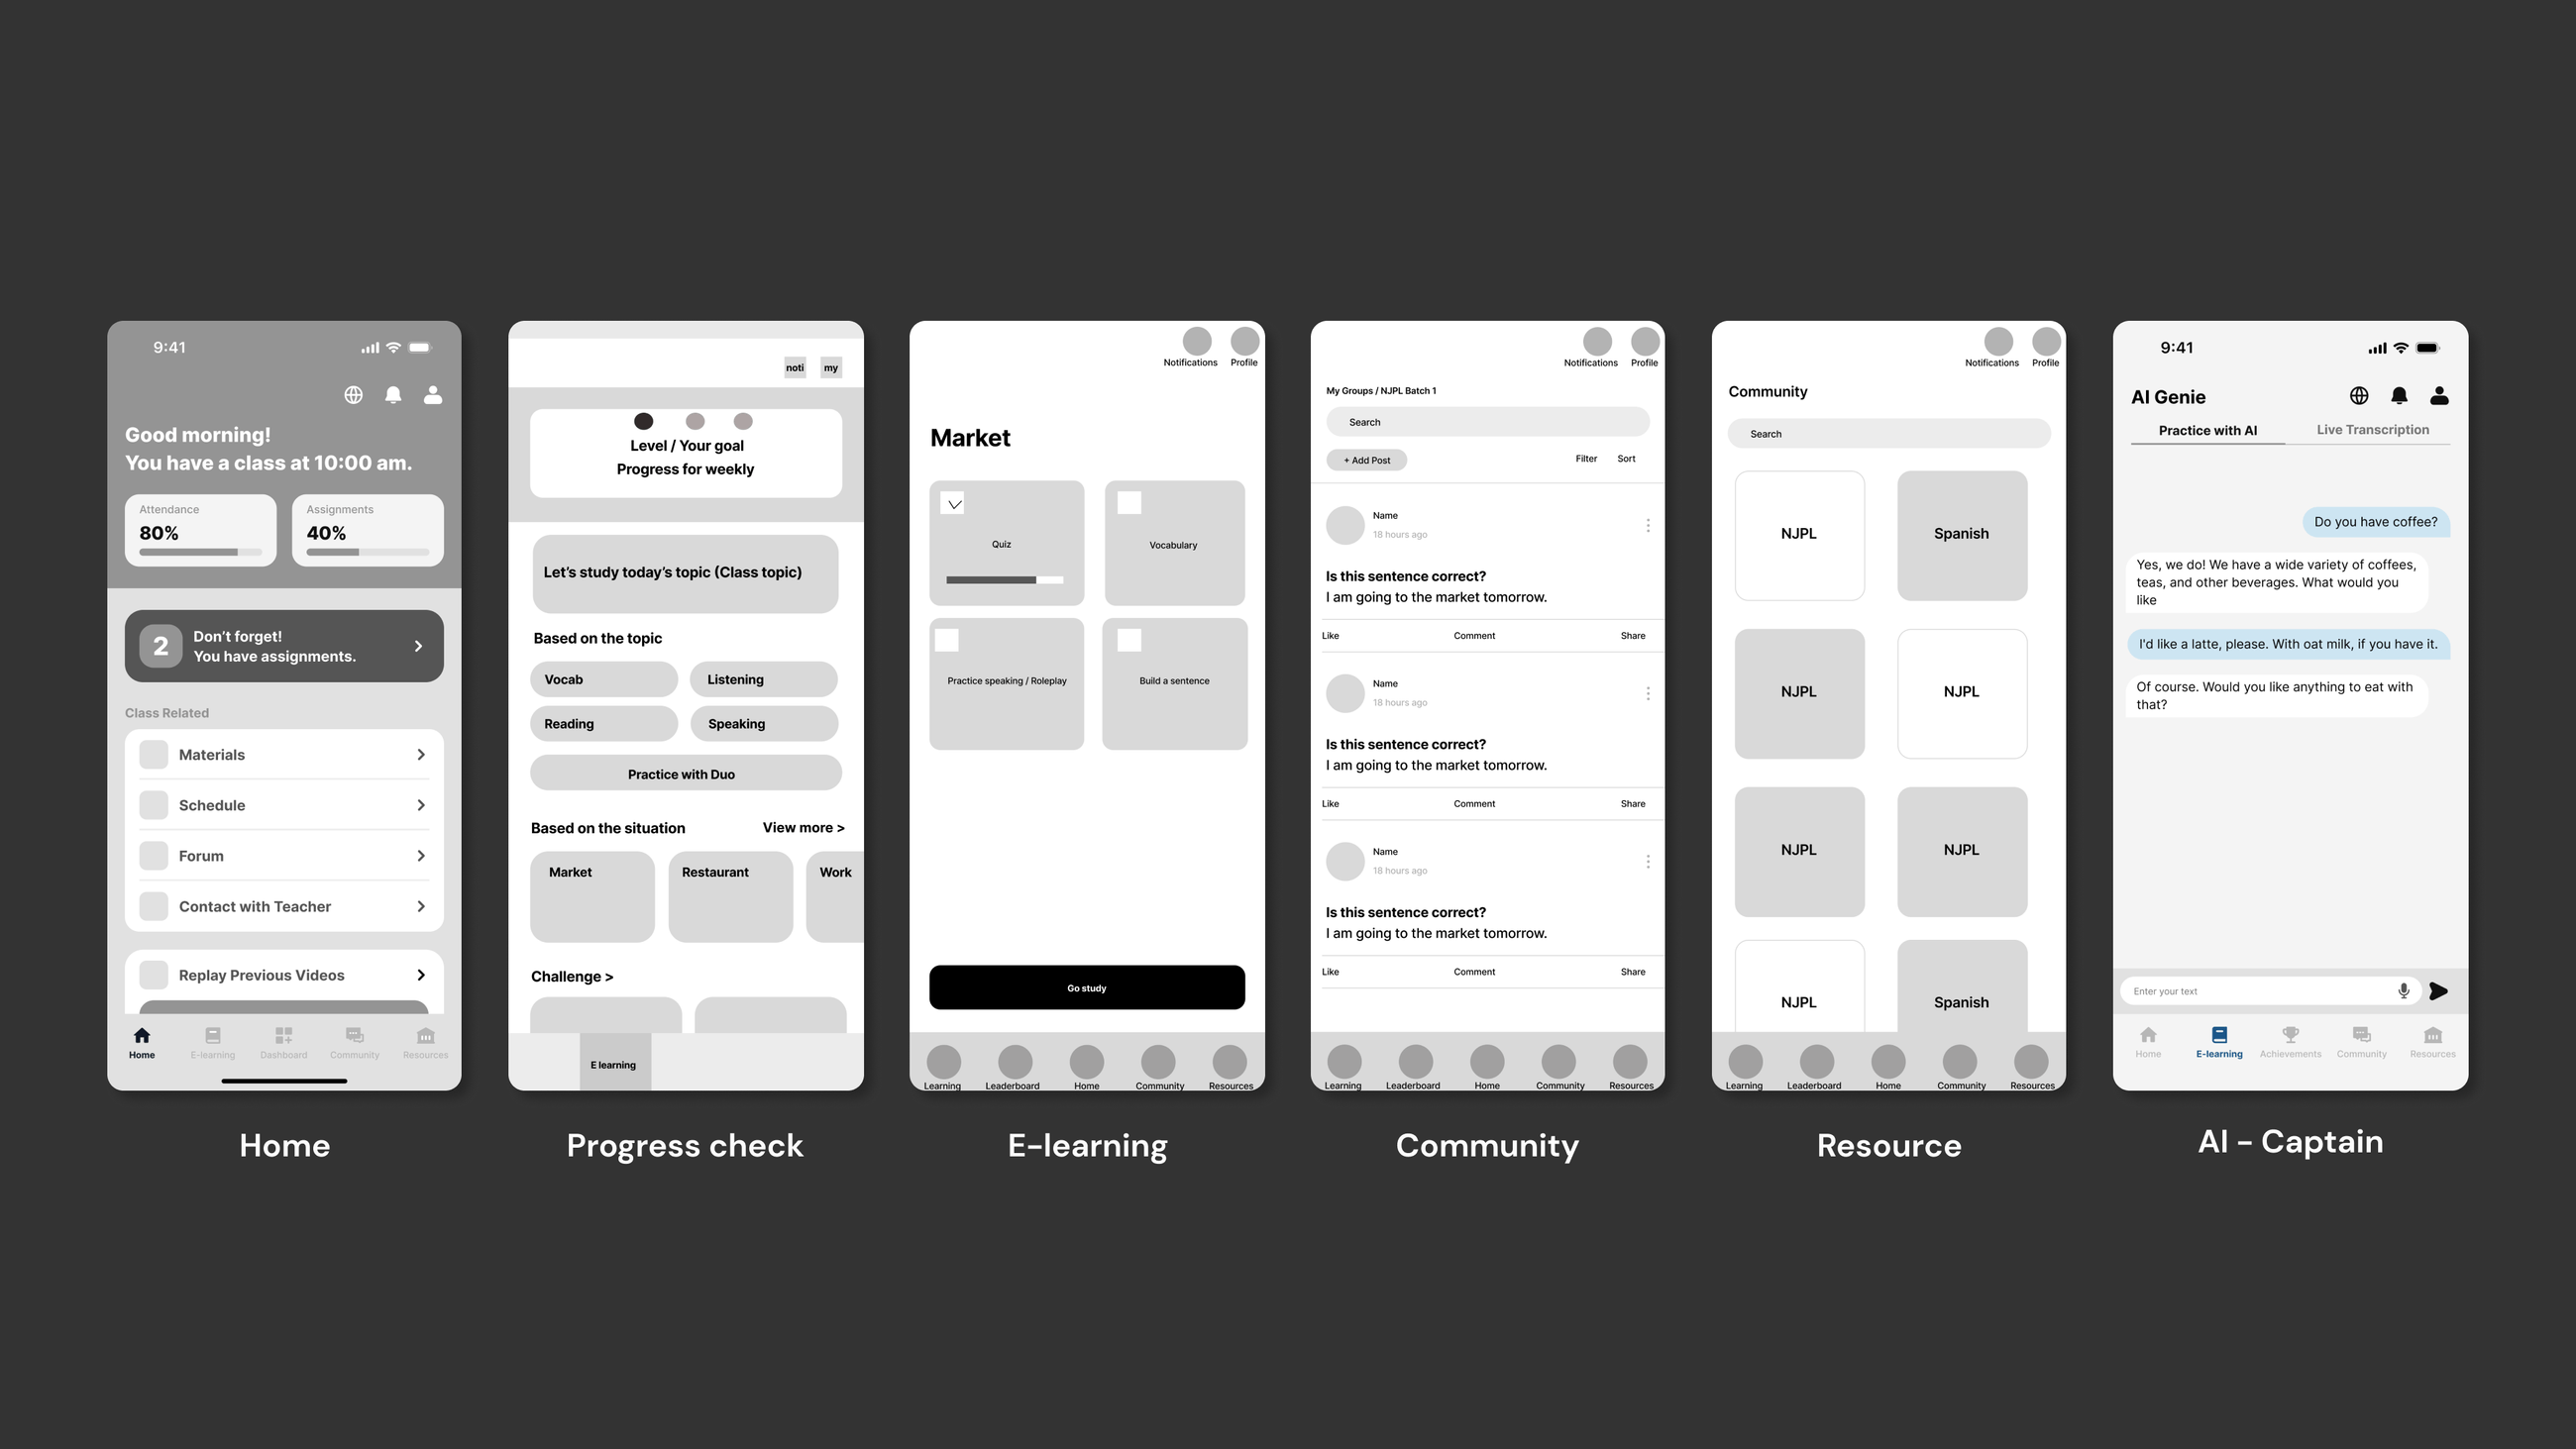 9:41
Good morning!
You have a class at 10:00 am.
Attendance
80%
Assignments
40%
2
Don't forget!
You have assignments.
Class Related
Materials
Schedule
Forum
Contact with Teacher
Replay Previous Videos
Home
E-learning
Dashboard
Community
Resources
Home
noti
my
Level / Your goal
Progress for weekly
Let's study today's topic (Class topic)
Based on the topic
Vocab
Listening
Reading
Speaking
Practice with Duo
Based on the situation
View more >
Market
Restaurant
Work
Challenge >
E learning
Progress check
Notifications
Profile
Market
Quiz
Vocabulary
Practice speaking / Roleplay
Build a sentence
Go study
Learning
Leaderboard
Home
Community
Resources
E-learning
Notifications
Profile
My Groups / NJPL Batch 1
Search
+ Add Post
Filter
Sort
Name
18 hours ago
Is this sentence correct?
I am going to the market tomorrow.
Like
Comment
Share
Name
18 hours ago
Is this sentence correct?
I am going to the market tomorrow.
Like
Comment
Share
Name
18 hours ago
Is this sentence correct?
I am going to the market tomorrow.
Like
Comment
Share
Learning
Leaderboard
Home
Community
Resources
Community
Notifications
Profile
Community
Search
NJPL
Spanish
NJPL
NJPL
NJPL
NJPL
NJPL
Spanish
Learning
Leaderboard
Home
Community
Resources
Resource
9:41
AI Genie
Practice with AI
Live Transcription
Do you have coffee?
Yes, we do! We have a wide variety of coffees,
teas, and other beverages. What would you
like
I'd like a latte, please. With oat milk, if you have it.
Of course. Would you like anything to eat with
that?
Enter your text
Home
E-learning
Achievements
Community
Resources
AI - Captain